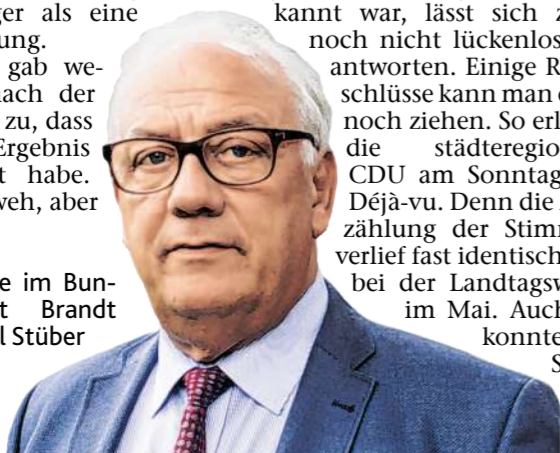 ger als eine
ung.
gab we-
nach der
zu, dass
Ergebnis
t habe.
weh, aber
e im Bun-
t Brandt
l Stüber
kannt war, lässt sich z
noch nicht lückenlos
antworten. Einige R
schlüsse kann man
noch ziehen. So erl
die städteregio
CDU am Sonntag
Déjà-vu. Denn die
zählung der Stim
verlief fast identisch
bei der Landtagsw
im Mai. Auch
konnte
S